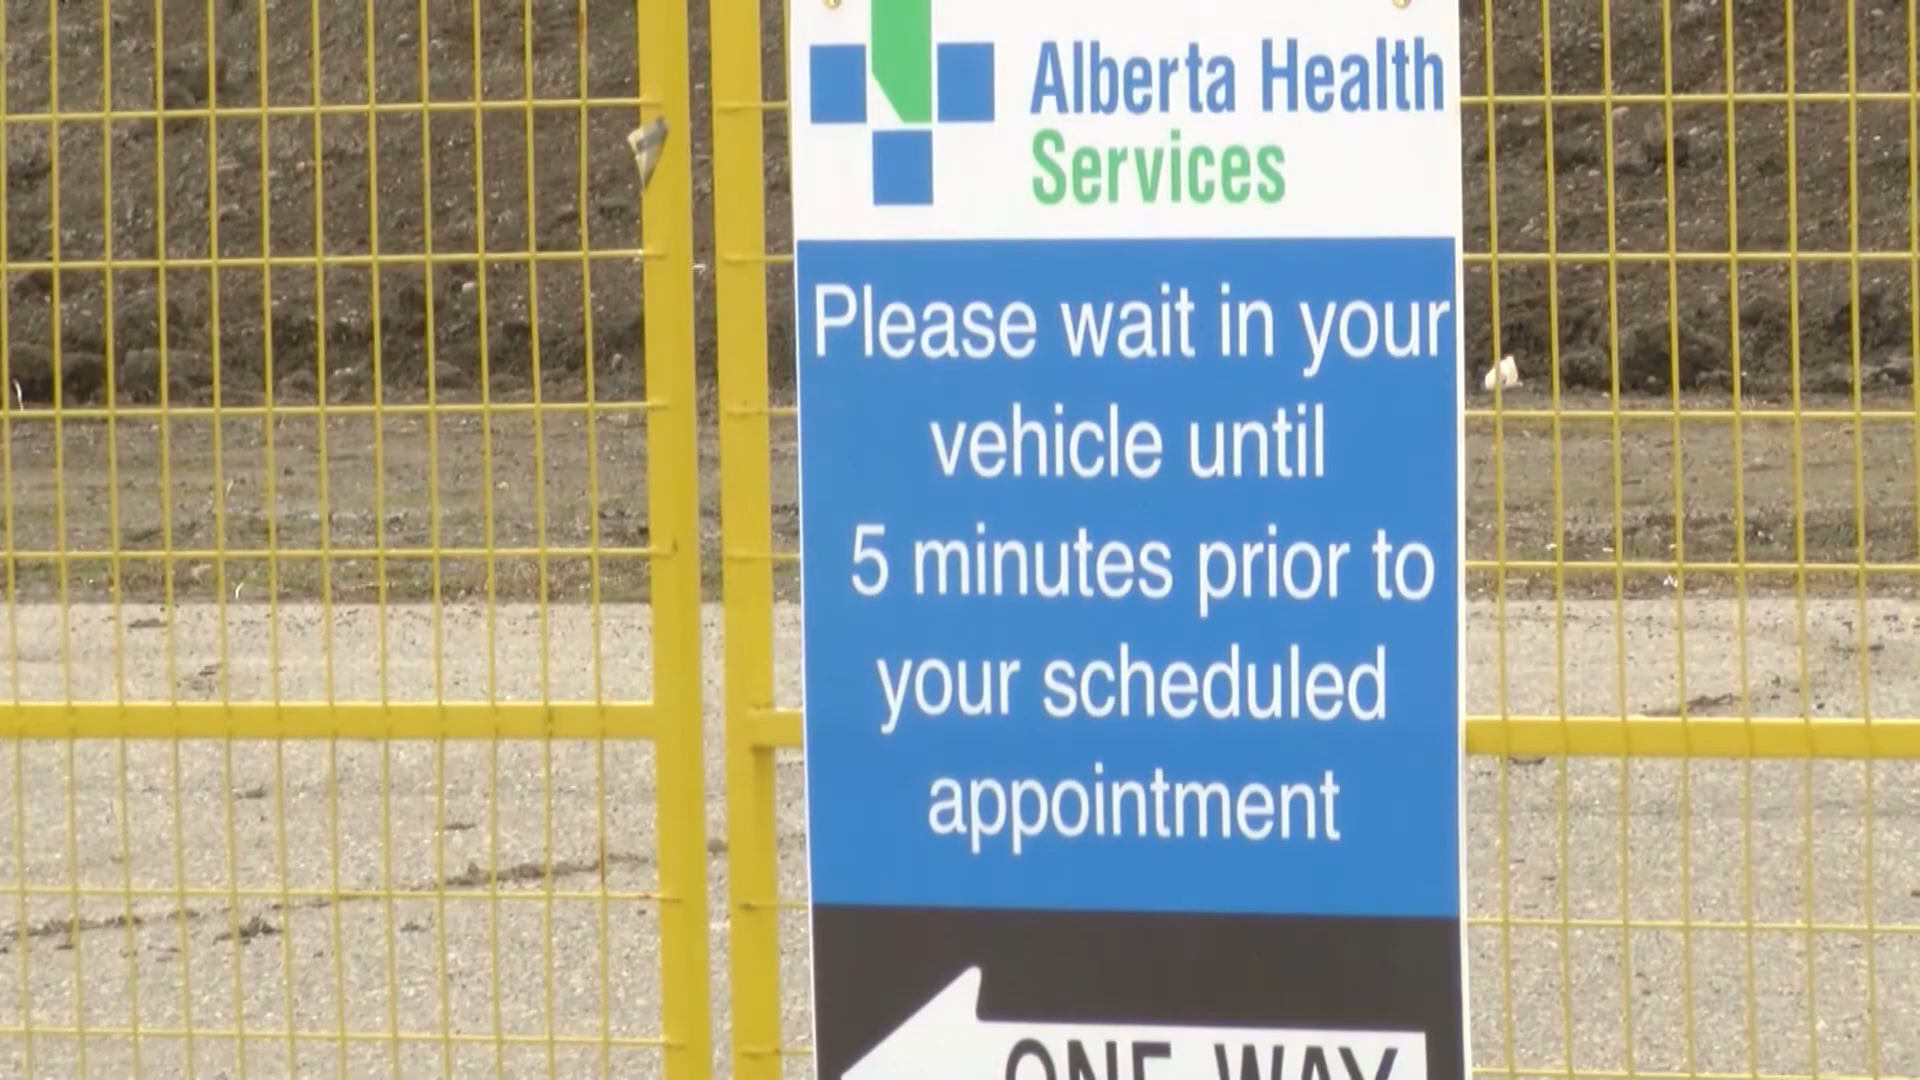 Alberta Health
Services
Please wait in your
vehicle until
5 minutes prior to
your scheduled
appointment
ONE WAY